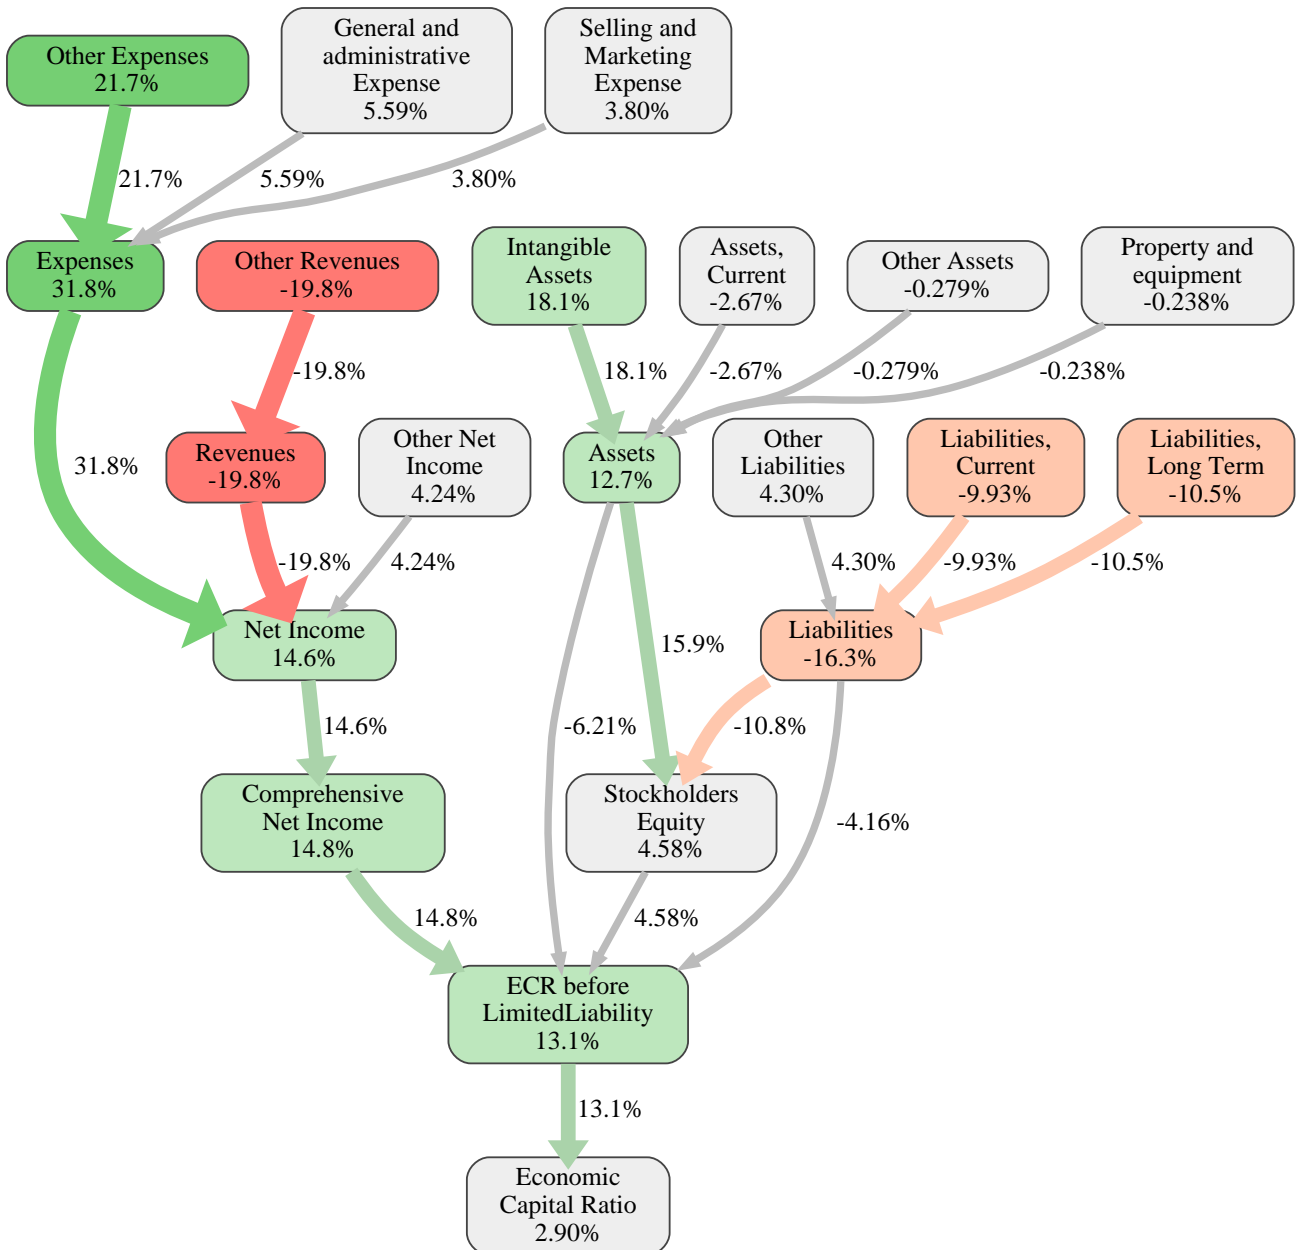 Other Expenses
21.7%
General and
administrative
Expense
5.59%
Selling and
Marketing
Expense
3.80%
21.7%
5.59%
3.80%
Expenses
31.8%
Other Revenues
-19.8%
Intangible
Assets
18.1%
Assets,
Current
-2.67%
Other Assets
-0.279%
Property and
equipment
-0.238%
-19.8%
18.1%
-2.67%
-0.279%
-0.238%
31.8%
Revenues
-19.8%
Other Net
Income
4.24%
Assets
12.7%
Other
Liabilities
4.30%
Liabilities,
Current
-9.93%
Liabilities,
Long Term
-10.5%
-19.8%
4.24%
4.30%
-9.93%
-10.5%
Net Income
14.6%
15.9%
Liabilities
-16.3%
14.6%
-6.21%
-10.8%
Comprehensive
Net Income
14.8%
Stockholders
Equity
4.58%
-4.16%
14.8%
4.58%
ECR before
LimitedLiability
13.1%
13.1%
Economic
Capital Ratio
2.90%